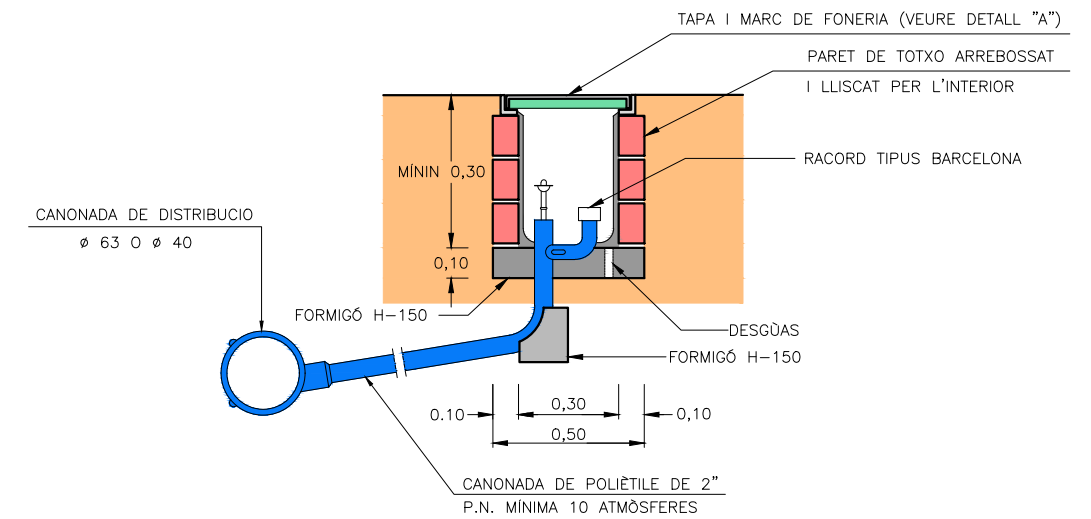 TAPA I MARC DE FONERIA (VEURE DETALL "A")
PARET DE TOTXO ARREBOSSAT
I LLISCAT PER L'INTERIOR
RACORD TIPUS BARCELONA
MÍNIN 0,30
CANONADA DE DISTRIBUCIO
ø 63 O ø 40
0,10
FORMIGÓ H-150
DESGÙAS
FORMIGÓ H-150
0.10
0,30
0,10
0,50
CANONADA DE POLIÈTILE DE 2"
P.N. MÍNIMA 10 ATMÒSFERES